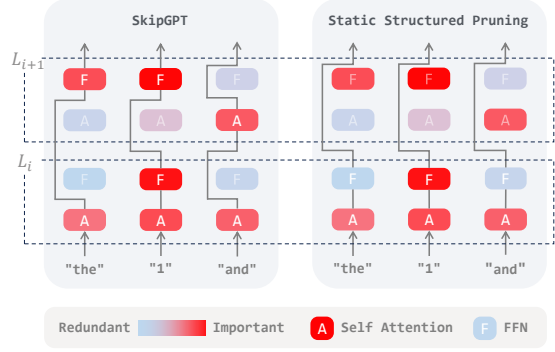 SkipGPT Static Structured Pruning
L_{i+1}
F F F F F F
A A A A A A
L_i
F F F F F F
A A A A A A
"the" "1" "and" "the" "1" "and"
Redundant Important A Self Attention F FFN